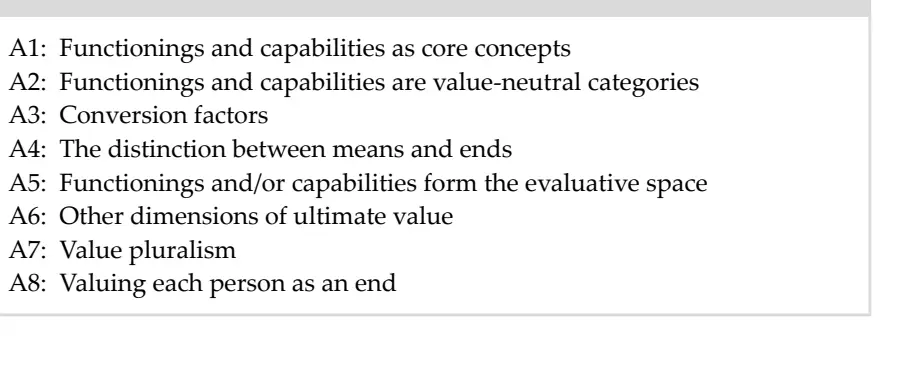 A1: Functionings and capabilities as core concepts
A2: Functionings and capabilities are value-neutral categories
A3: Conversion factors
A4: The distinction between means and ends
A5: Functionings and/or capabilities form the evaluative space
A6: Other dimensions of ultimate value
A7: Value pluralism
A8: Valuing each person as an end